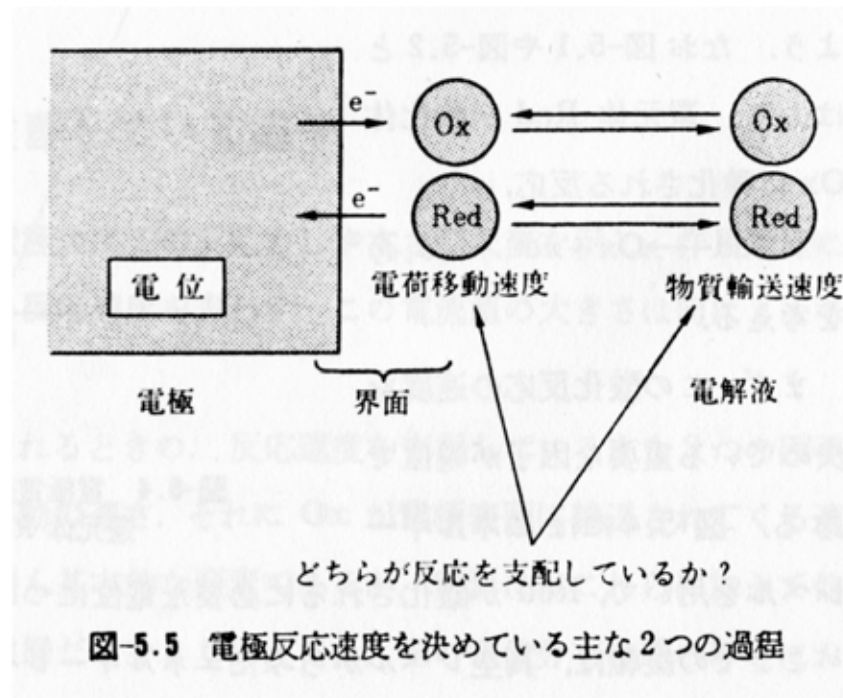 e⁻
Ox
Ox
e⁻
Red
Red
電位
電荷移動速度
物質輸送速度
電極
界面
電解液
どちらが反応を支配しているか?
図-5.5 電極反応速度を決めている主な2つの過程